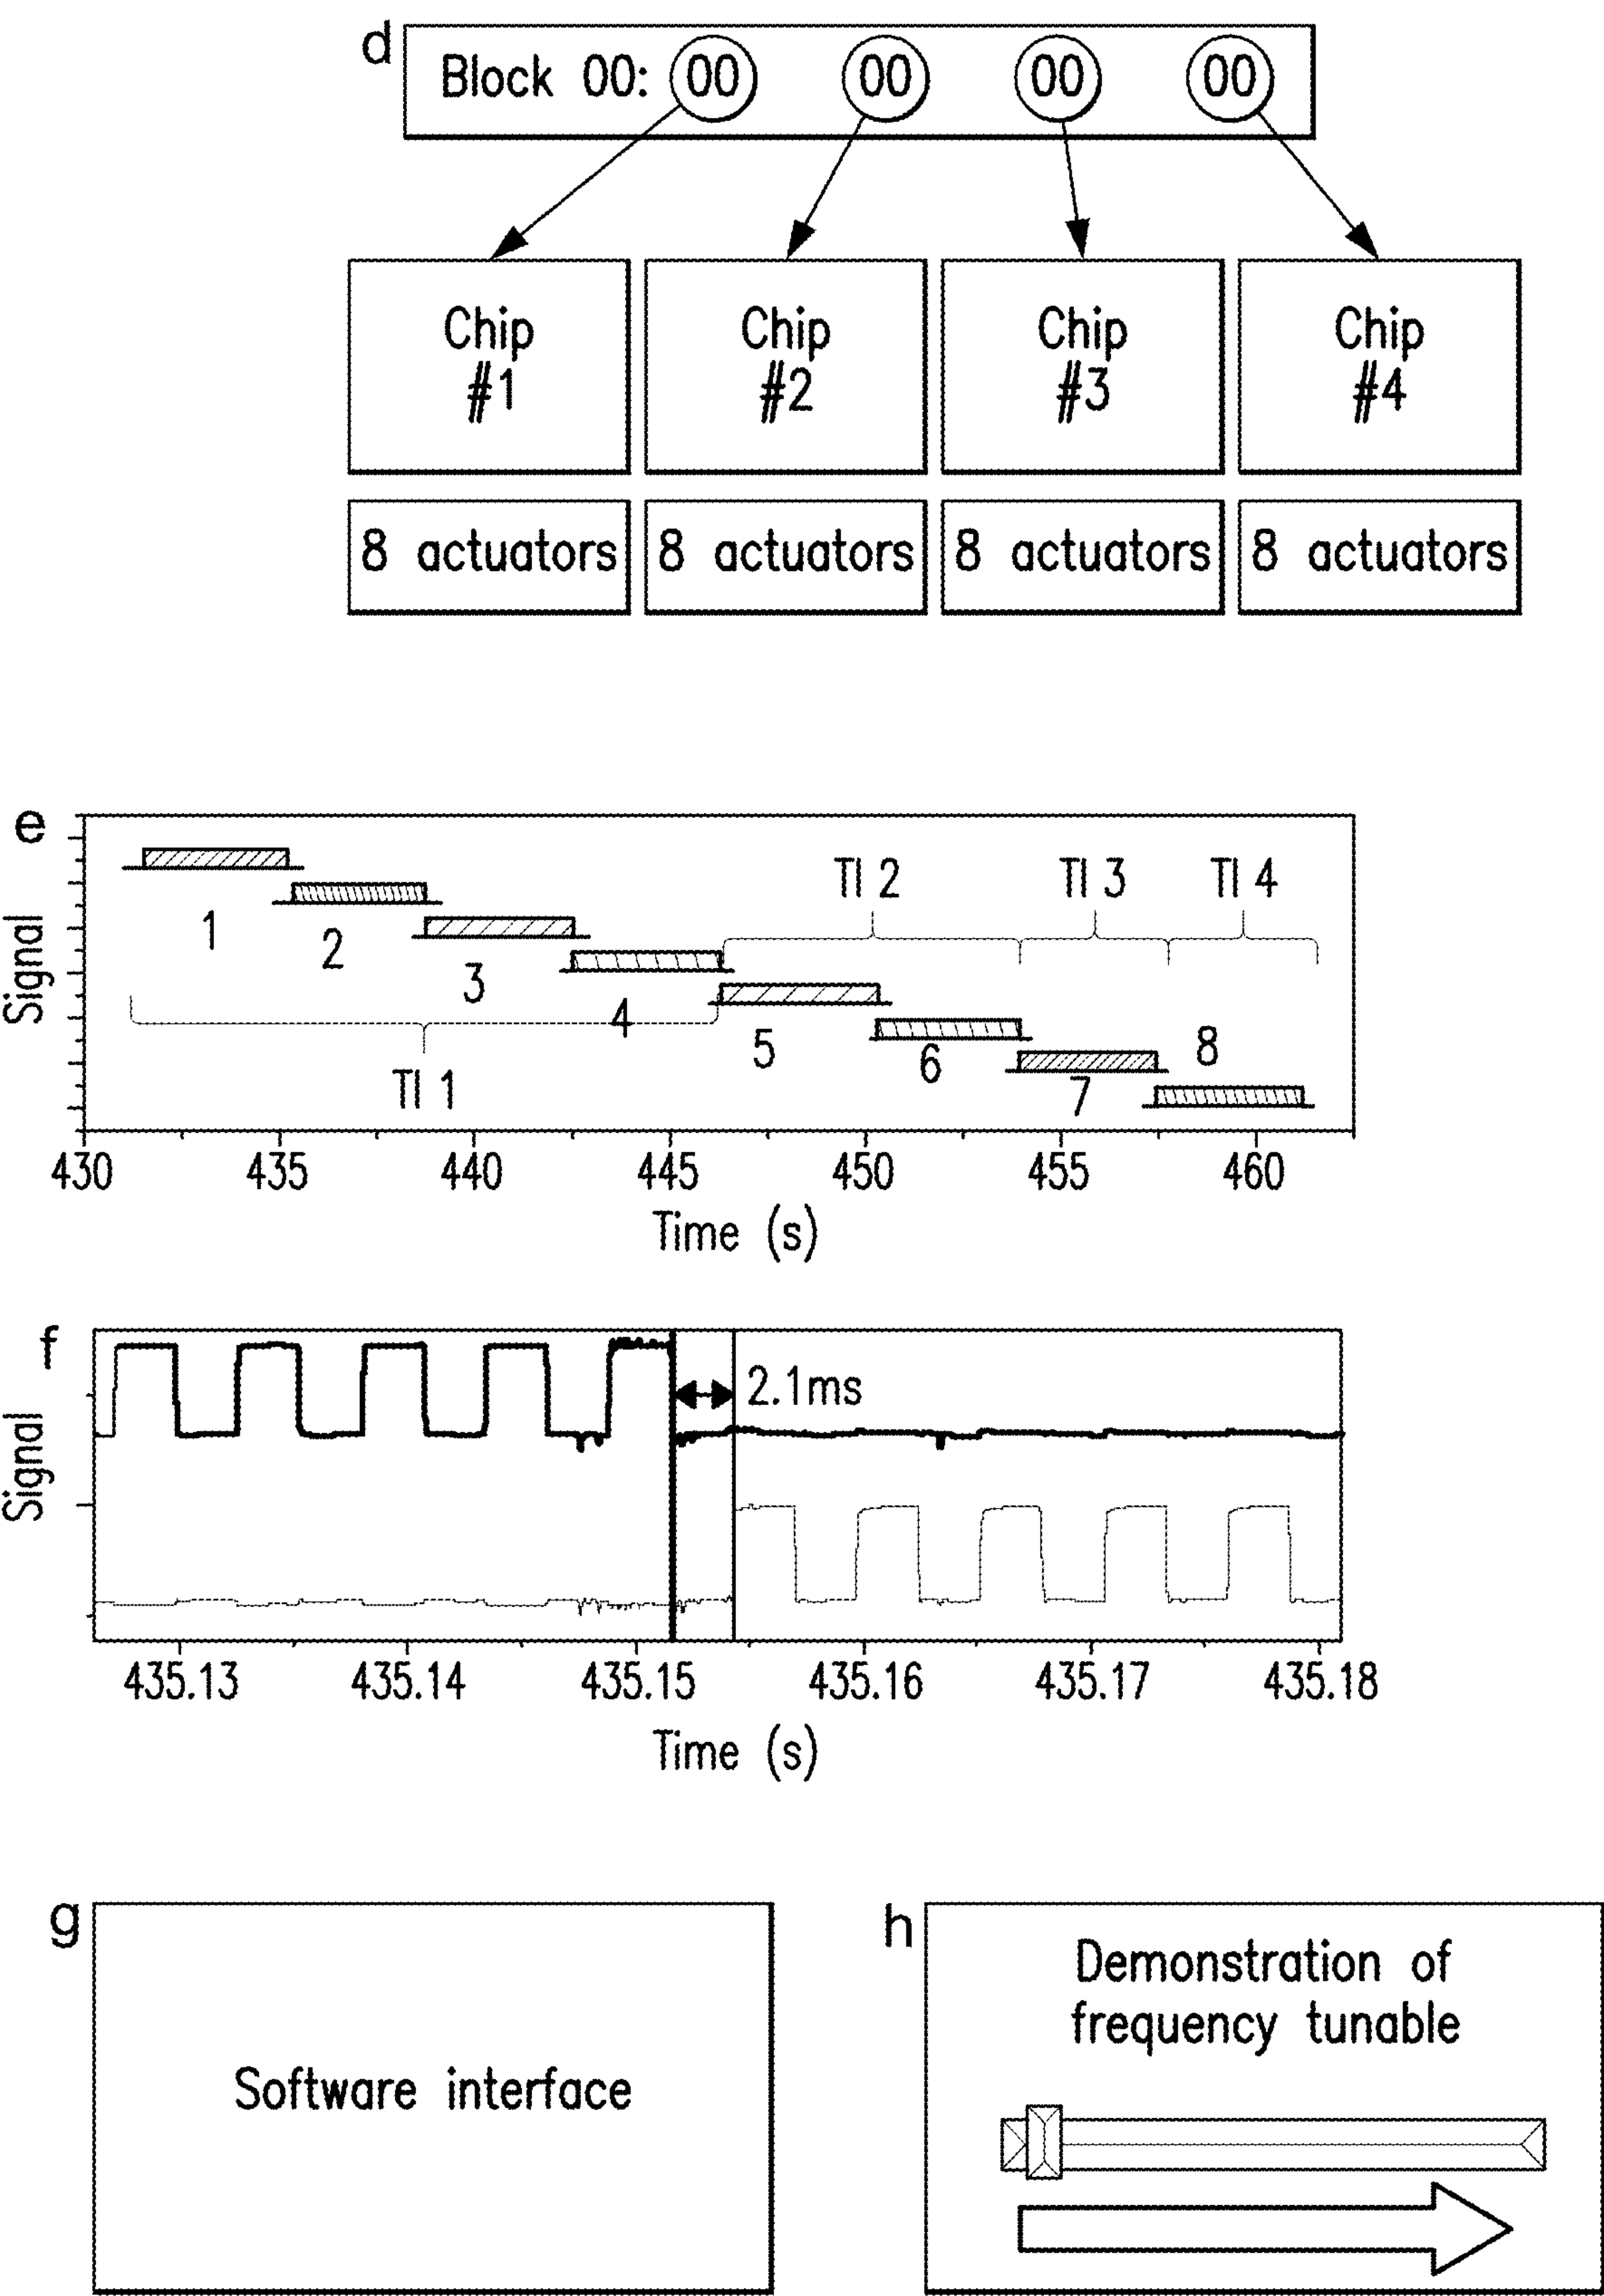 d
Block 00: 00 00 00 00
Chip #1
Chip #2
Chip #3
Chip #4
8 actuators
8 actuators
8 actuators
8 actuators
e
Signal
1
2
3
4
5
6
7
8
TI 1
TI 2
TI 3
TI 4
430 435 440 445 450 455 460
Time (s)
f
Signal
2.1ms
435.13 435.14 435.15 435.16 435.17 435.18
Time (s)
g
Software interface
h
Demonstration of
frequency tunable